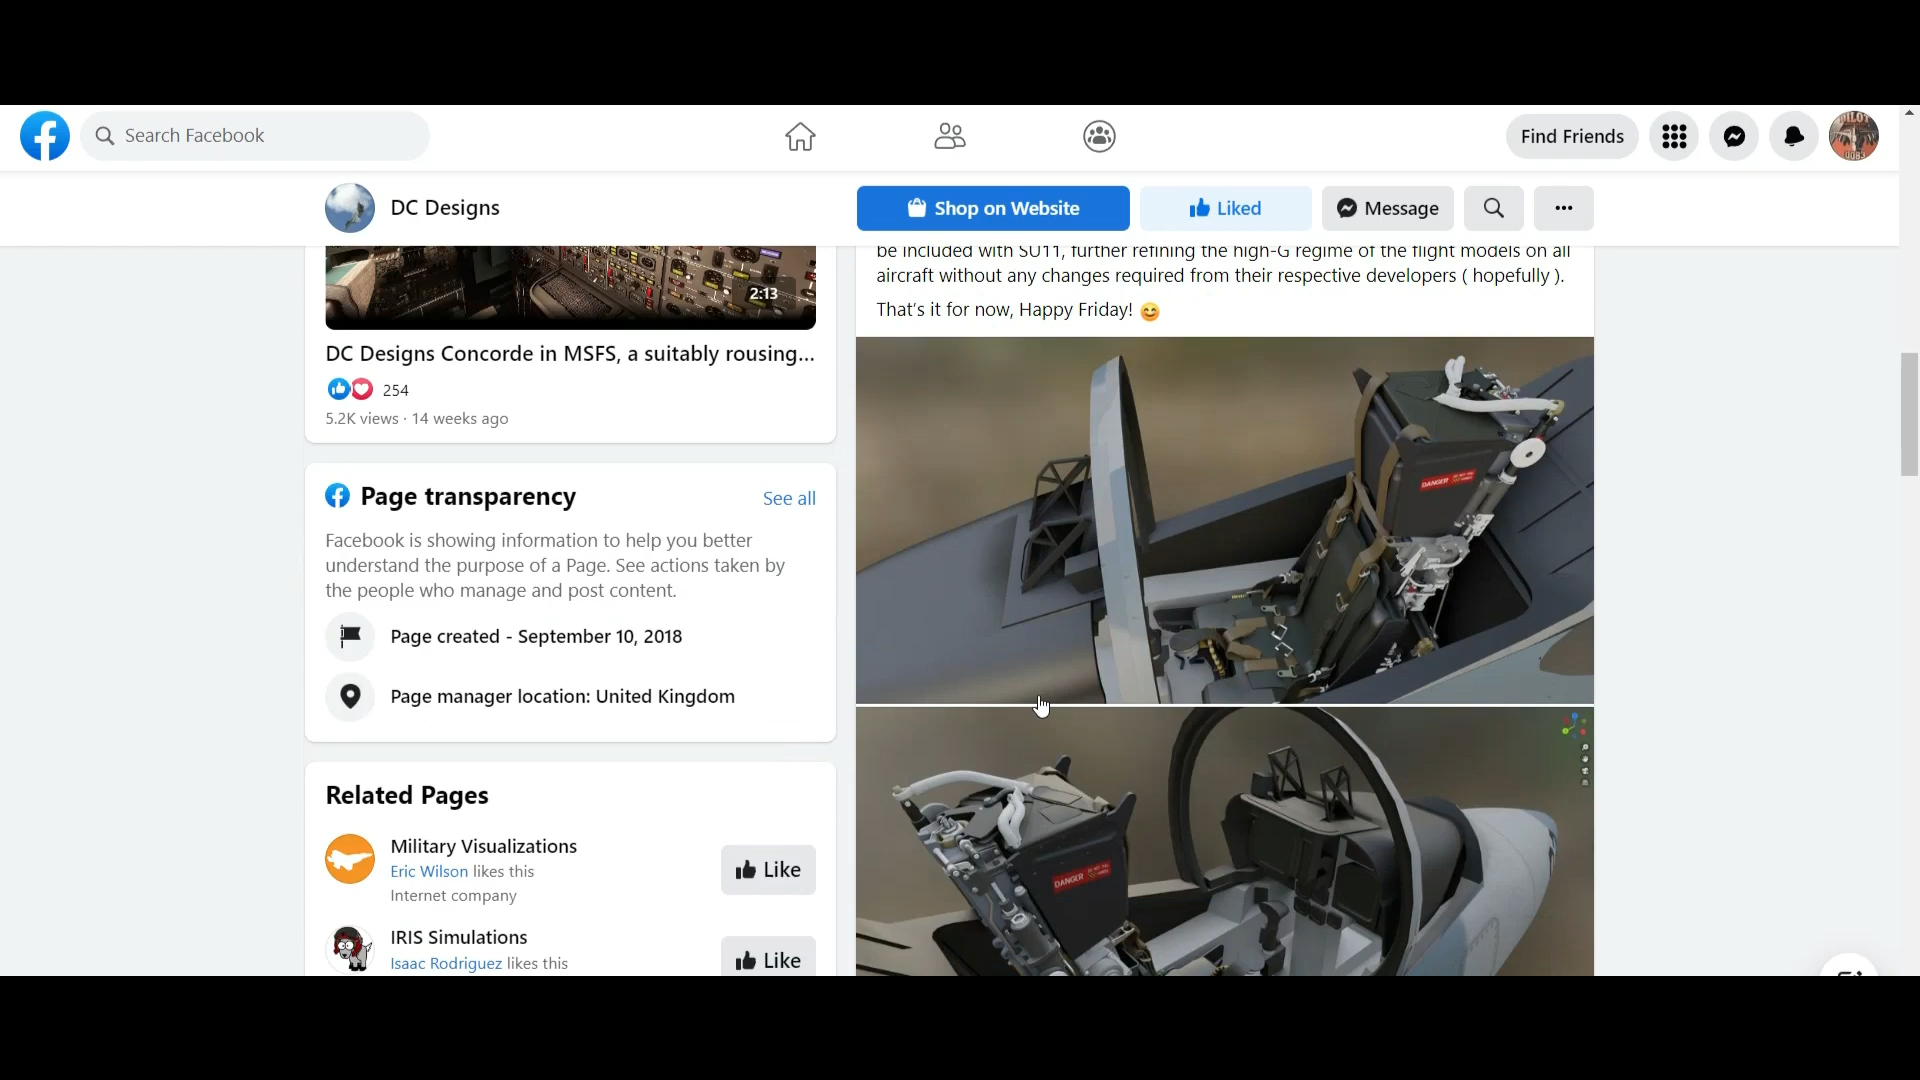 Search Facebook
Find Friends
DC Designs
Shop on Website
Liked
Message
2:13
DC Designs Concorde in MSFS, a suitably rousing...
254
5.2K views · 14 weeks ago
Page transparency
See all
Facebook is showing information to help you better
understand the purpose of a Page. See actions taken by
the people who manage and post content.
Page created - September 10, 2018
Page manager location: United Kingdom
Related Pages
Military Visualizations
Eric Wilson likes this
Internet company
Like
IRIS Simulations
Isaac Rodriguez likes this
Like
be included with SU11, further refining the high-G regime of the flight models on all
aircraft without any changes required from their respective developers ( hopefully ).
That's it for now, Happy Friday! 😊
DANGER
DANGER